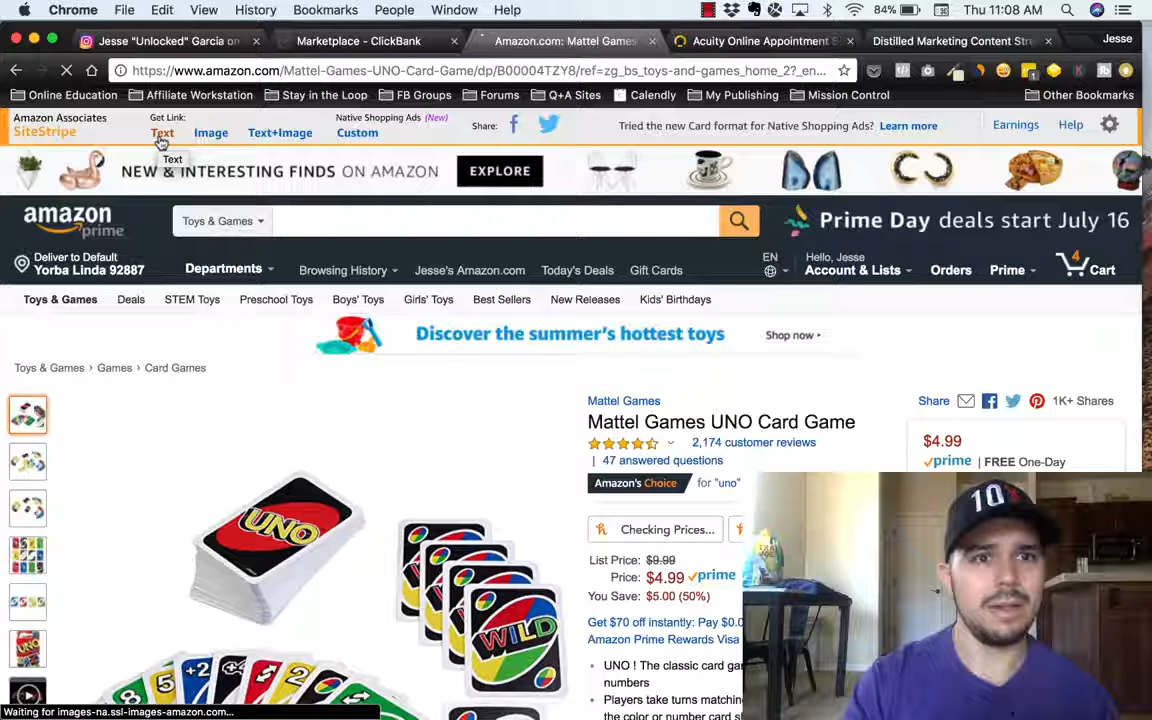 Chrome File Edit View History Bookmarks People Window Help 84% Thu 11:08 AM
Jesse "Unlocked" Garcia on Marketplace - ClickBank Amazon.com: Mattel Games Acuity Online Appointment S Distilled Marketing Content Stra Jesse
https://www.amazon.com/Mattel-Games-UNO-Card-Game/dp/B00004TZY8/ref=zg_bs_toys-and-games_home_2?_en...
Online Education Affiliate Workstation Stay in the Loop FB Groups Forums Q+A Sites Calendly My Publishing Mission Control Other Bookmarks
Amazon Associates Get Link: Native Shopping Ads (New)
SiteStripe Text Image Text+Image Custom Share: Tried the new Card format for Native Shopping Ads? Learn more Earnings Help
Text
NEW & INTERESTING FINDS ON AMAZON EXPLORE
amazon prime Toys & Games Prime Day deals start July 16
Deliver to Default EN Hello, Jesse 4
Yorba Linda 92887 Departments Browsing History Jesse's Amazon.com Today's Deals Gift Cards Account & Lists Orders Prime Cart
Toys & Games Deals STEM Toys Preschool Toys Boys' Toys Girls' Toys Best Sellers New Releases Kids' Birthdays
Discover the summer's hottest toys Shop now
Toys & Games › Games › Card Games
Mattel Games Share 1K+ Shares
Mattel Games UNO Card Game
$4.99
2,174 customer reviews
| 47 answered questions prime | FREE One-Day
Amazon's Choice for "uno"
10X
UNO
Checking Prices...
List Price: $9.99
Price: $4.99 prime
You Save: $5.00 (50%)
Get $70 off instantly: Pay $0.0
Amazon Prime Rewards Visa
WILD
UNO ! The classic card gam
numbers
Players take turns matching
the color or number card s
8 5 +2 +4 2
Waiting for images-na.ssl-images-amazon.com...